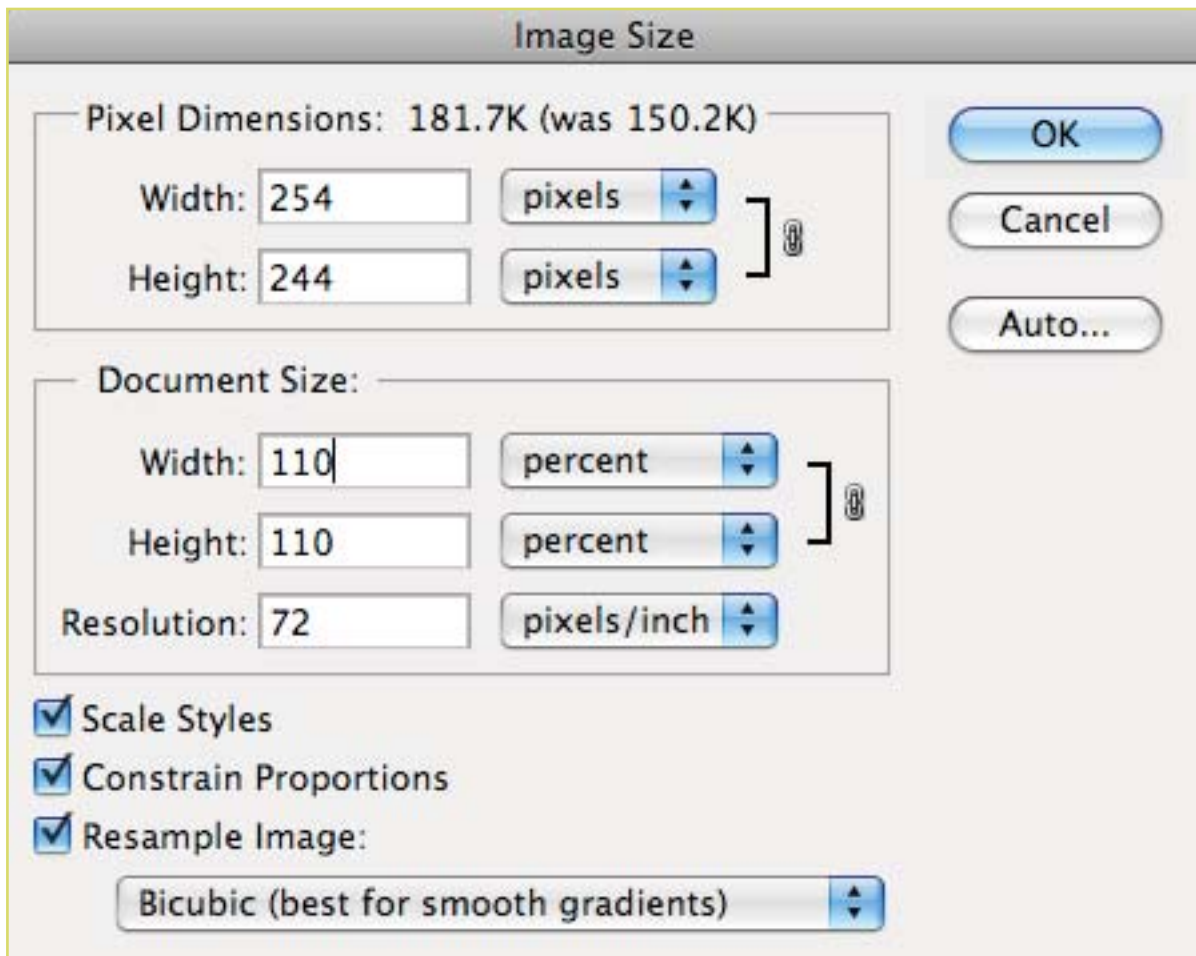 Image Size
Pixel Dimensions: 181.7K (was 150.2K)
Width: 254 pixels
Height: 244 pixels
OK
Cancel
Auto...
Document Size:
Width: 110 percent
Height: 110 percent
Resolution: 72 pixels/inch
Scale Styles
Constrain Proportions
Resample Image:
Bicubic (best for smooth gradients)